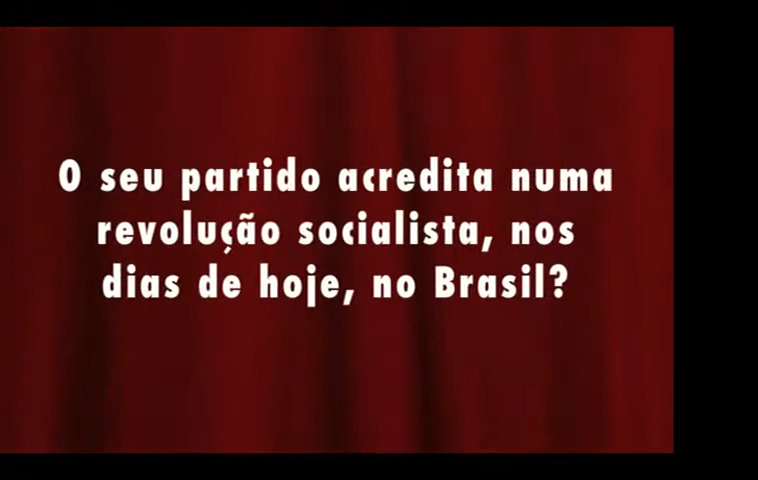 O seu partido acredita numa
revolução socialista, nos
dias de hoje, no Brasil?